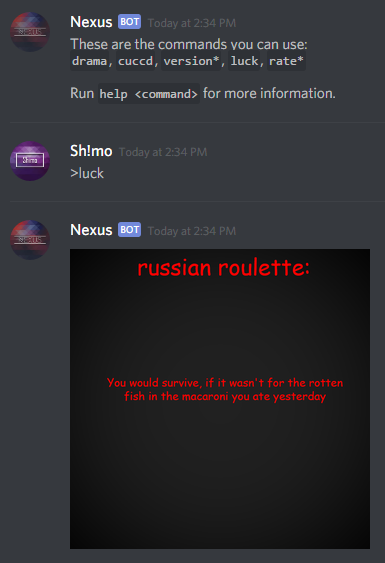 Nexus BOT Today at 2:34 PM
These are the commands you can use:
drama, cuccd, version*, luck, rate*
Run help <command> for more information.
Sh!mo
Sh!mo Today at 2:34 PM
>luck
Nexus BOT Today at 2:34 PM
russian roulette:
You would survive, if it wasn't for the rotten
fish in the macaroni you ate yesterday